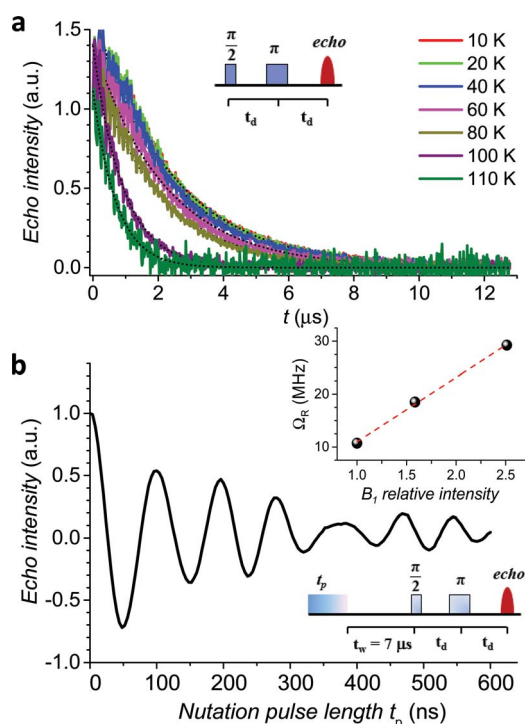 a
Echo intensity (a.u.)
1.5
1.0
0.5
0.0
0
2
4
6
8
10
12
t (μs)
π/2
π
echo
t_d
t_d
10 K
20 K
40 K
60 K
80 K
100 K
110 K
b
Echo intensity (a.u.)
1.0
0.5
0.0
-0.5
-1.0
0
100
200
300
400
500
600
Nutation pulse length t_p (ns)
Ω_R (MHz)
30
20
10
1.0
1.5
2.0
2.5
B_1 relative intensity
t_p
π/2
π
echo
t_w = 7 μs
t_d
t_d